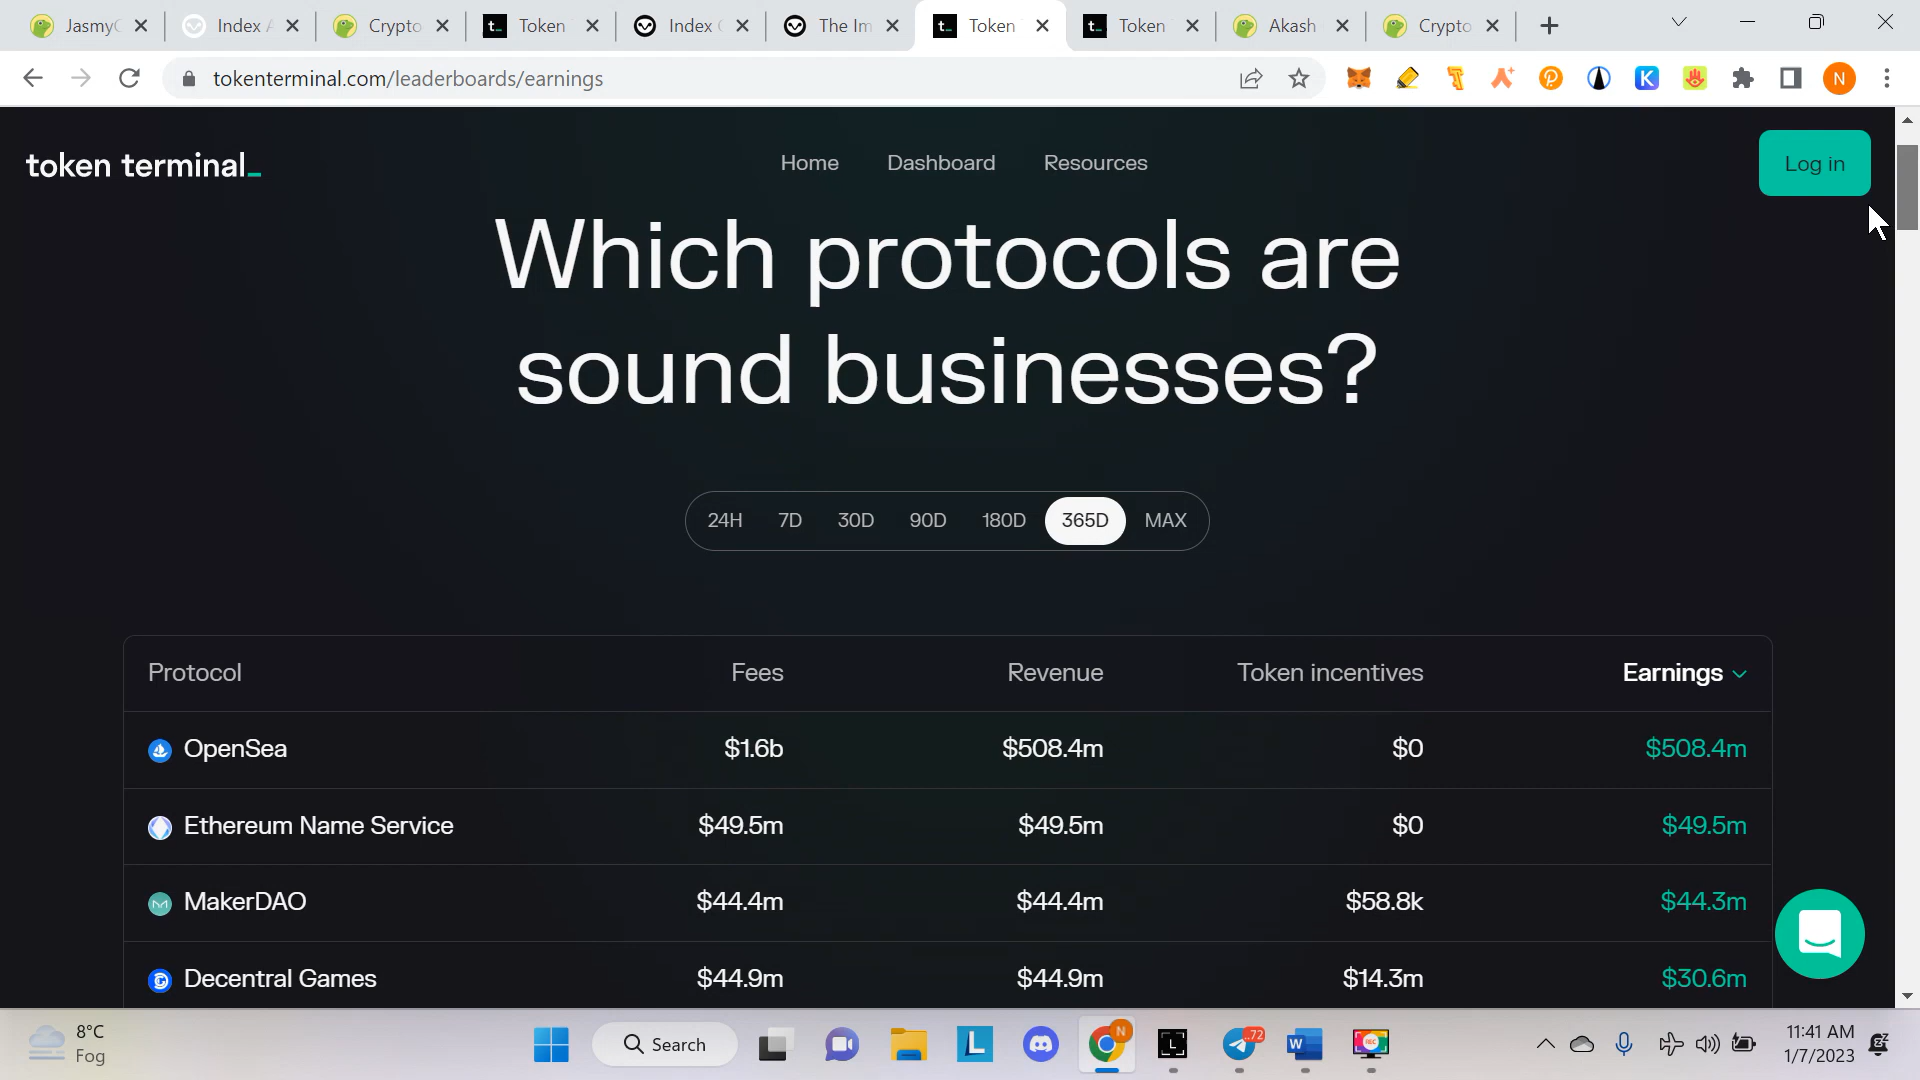 JasmyC
Index A
Crypto
Token
Index C
The Im
Token
Token
Akash
Crypto
tokenterminal.com/leaderboards/earnings
N
token terminal_
Home
Dashboard
Resources
Log in
Which protocols are
sound businesses?
24H 7D 30D 90D 180D 365D MAX
Protocol Fees Revenue Token incentives Earnings
OpenSea $1.6b $508.4m $0 $508.4m
Ethereum Name Service $49.5m $49.5m $0 $49.5m
MakerDAO $44.4m $44.4m $58.8k $44.3m
Decentral Games $44.9m $44.9m $14.3m $30.6m
8°C
Fog
Search
11:41 AM
1/7/2023